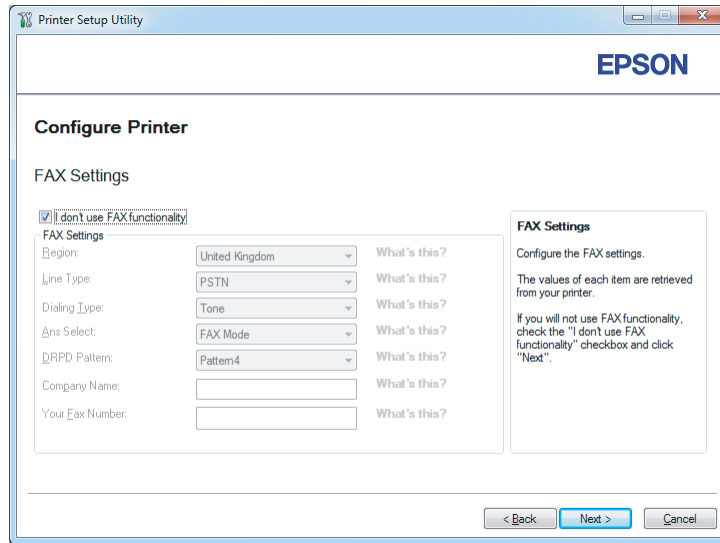 Printer Setup Utility
EPSON
Configure Printer
FAX Settings
I don't use FAX functionality
FAX Settings
Region: United Kingdom What's this?
Line Type: PSTN What's this?
Dialing Type: Tone What's this?
Ans Select: FAX Mode What's this?
DRPD Pattern: Pattern4 What's this?
Company Name: What's this?
Your Fax Number: What's this?
FAX Settings
Configure the FAX settings.
The values of each item are retrieved
from your printer.
If you will not use FAX functionality,
check the "I don't use FAX
functionality" checkbox and click
"Next".
< Back Next > Cancel